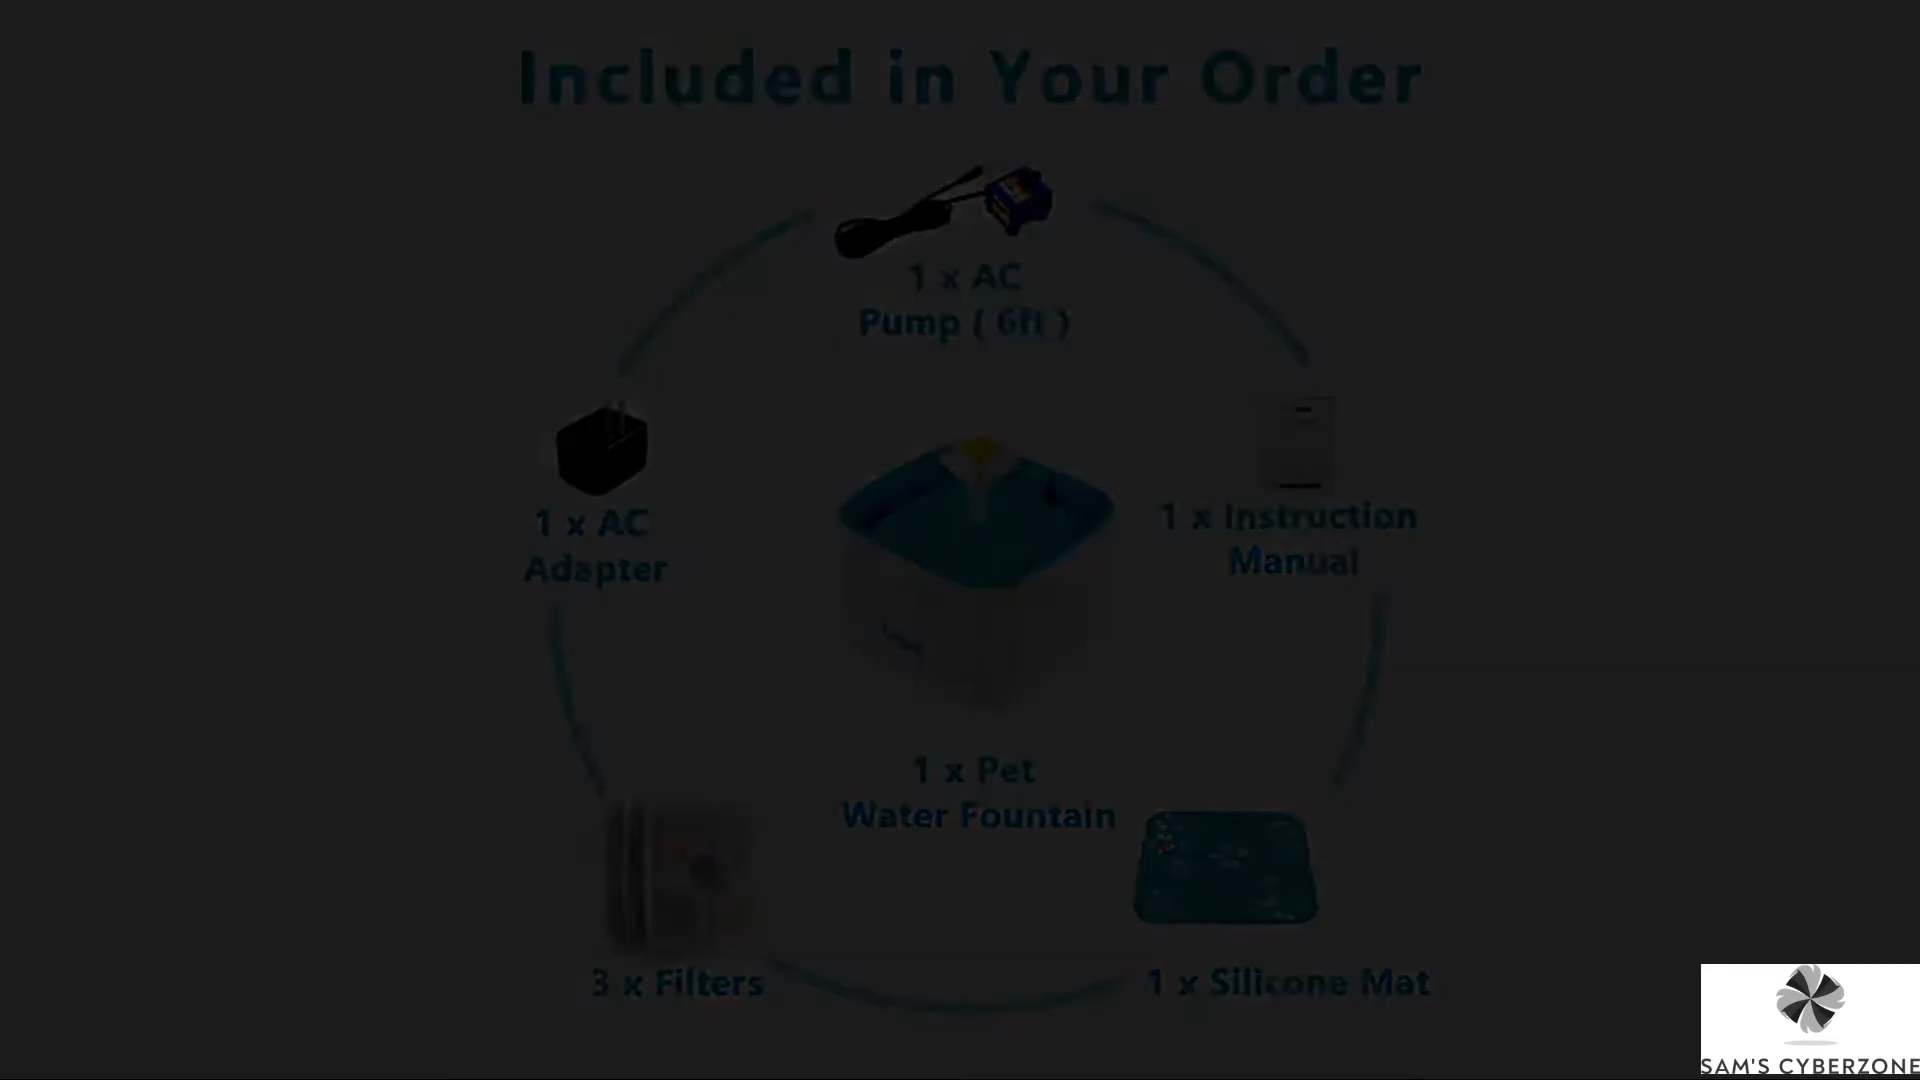 Included in Your Order
1 x AC
Pump ( 6ft )
1 x AC
Adapter
1 x Instruction
Manual
1 x Pet
Water Fountain
3 x Filters
1 x Silicone Mat
SAM'S CYBERZONE